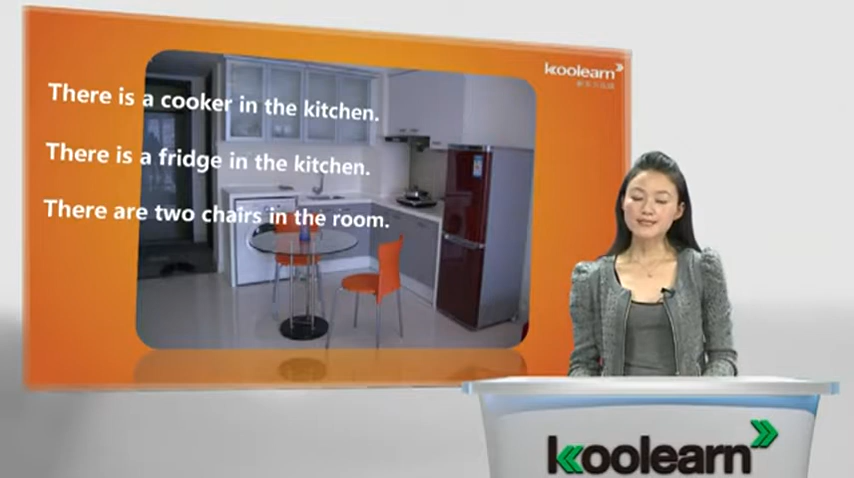 There is a cooker in the kitchen.
There is a fridge in the kitchen.
There are two chairs in the room.
koolearn
koolearn